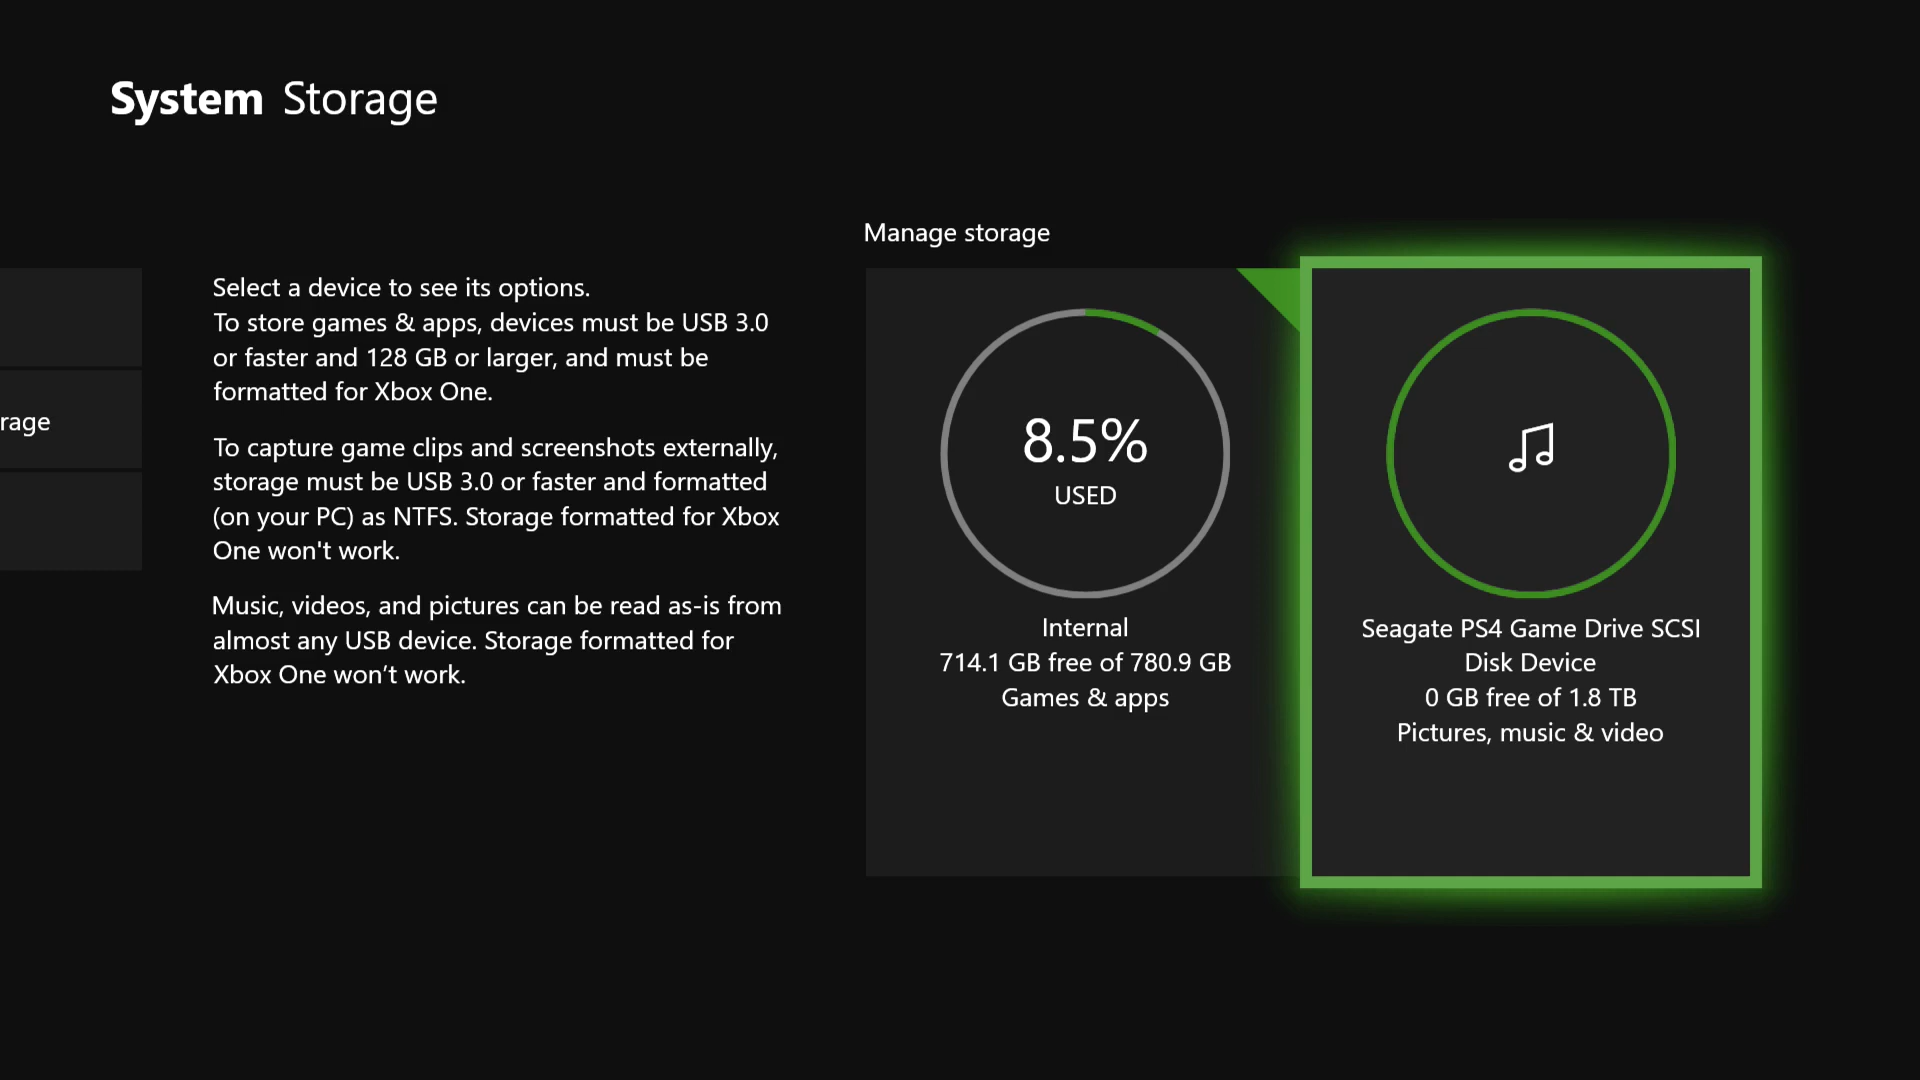 System Storage
rage
Select a device to see its options.
To store games & apps, devices must be USB 3.0
or faster and 128 GB or larger, and must be
formatted for Xbox One.
To capture game clips and screenshots externally,
storage must be USB 3.0 or faster and formatted
(on your PC) as NTFS. Storage formatted for Xbox
One won't work.
Music, videos, and pictures can be read as-is from
almost any USB device. Storage formatted for
Xbox One won’t work.
Manage storage
8.5%
USED
Internal
714.1 GB free of 780.9 GB
Games & apps
Seagate PS4 Game Drive SCSI
Disk Device
0 GB free of 1.8 TB
Pictures, music & video